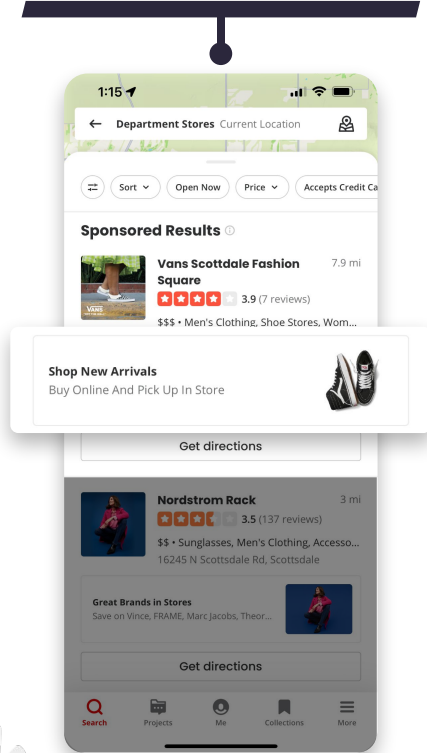 1:15
Department Stores Current Location
Sort
Open Now
Price
Accepts Credit Ca
Sponsored Results
Vans Scottdale Fashion
Square
7.9 mi
VANS
3.9 (7 reviews)
$$$ • Men's Clothing, Shoe Stores, Wom...
Shop New Arrivals
Buy Online And Pick Up In Store
Get directions
Nordstrom Rack
3 mi
3.5 (137 reviews)
$$ • Sunglasses, Men's Clothing, Accesso...
16245 N Scottsdale Rd, Scottsdale
Great Brands in Stores
Save on Vince, FRAME, Marc Jacobs, Theor...
Get directions
Search
Projects
Me
Collections
More